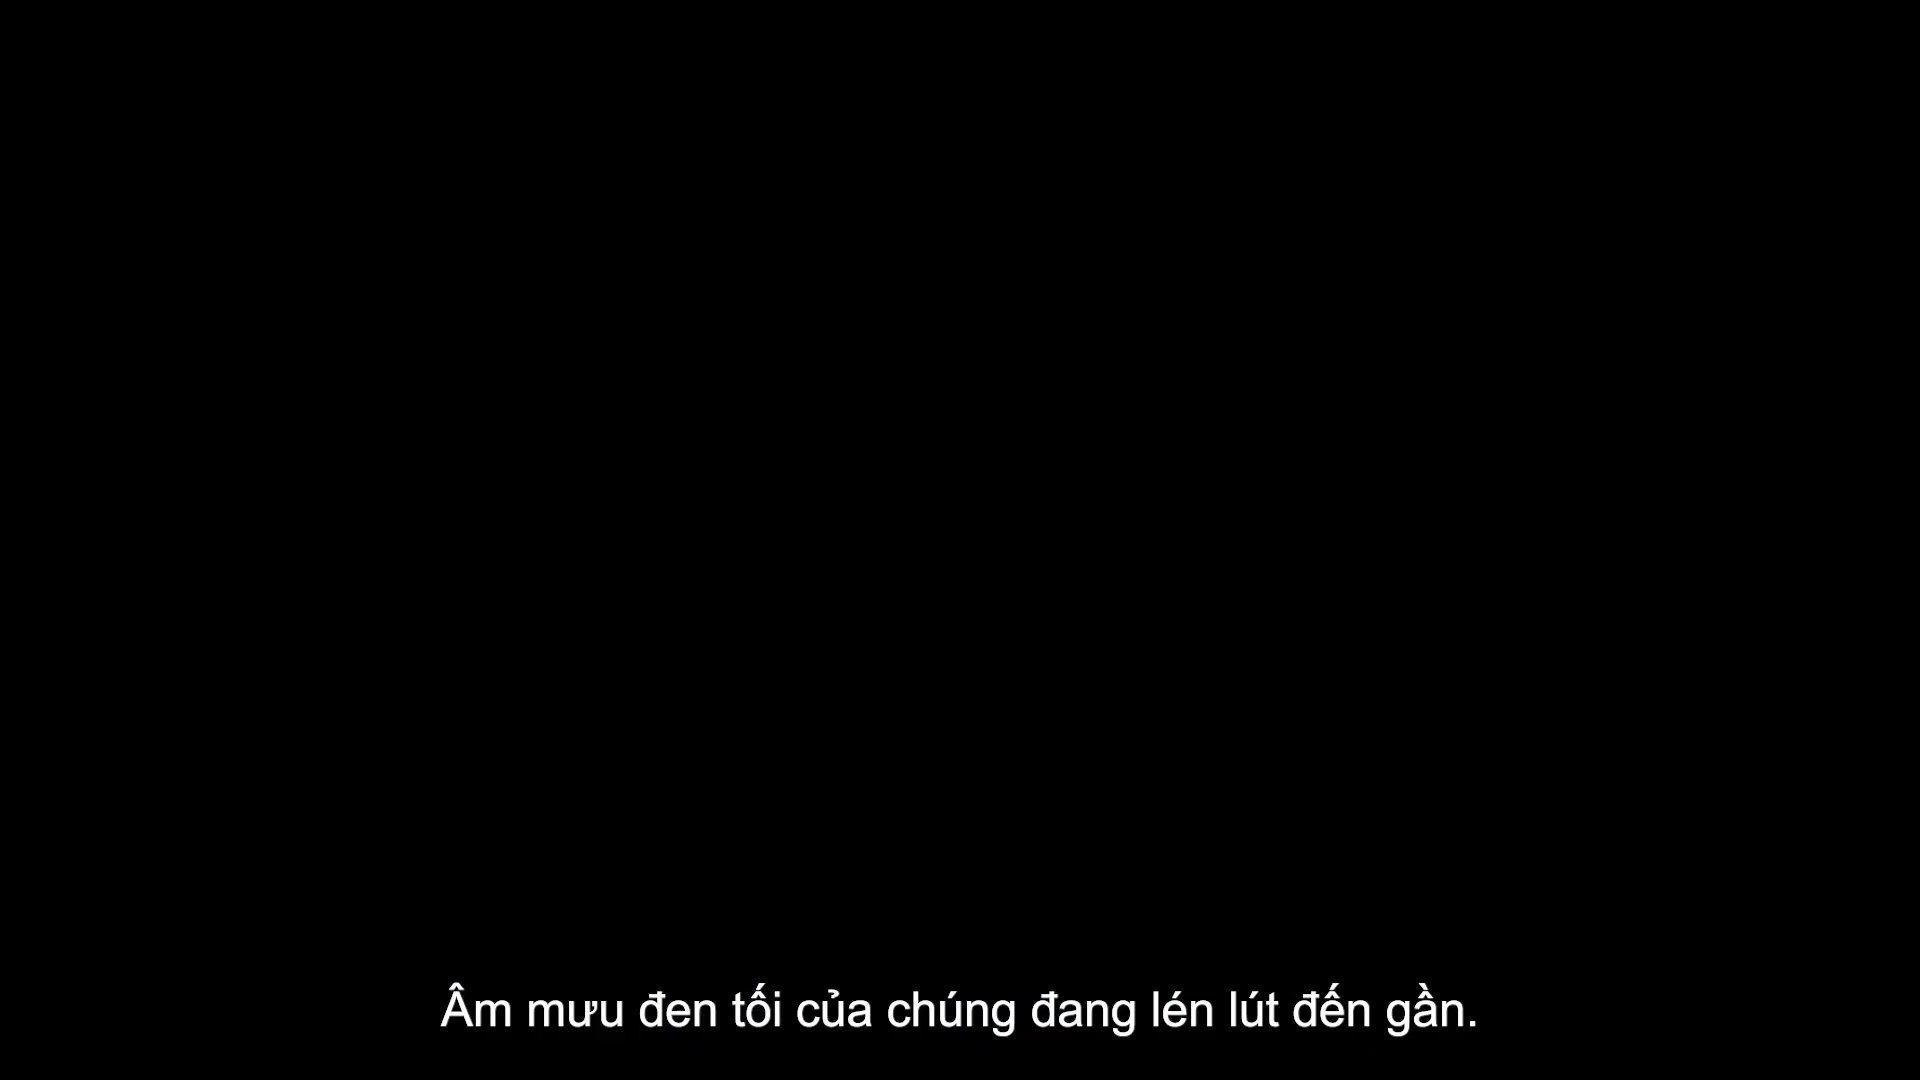 Âm mưu đen tối của chúng đang lén lút đến gần.